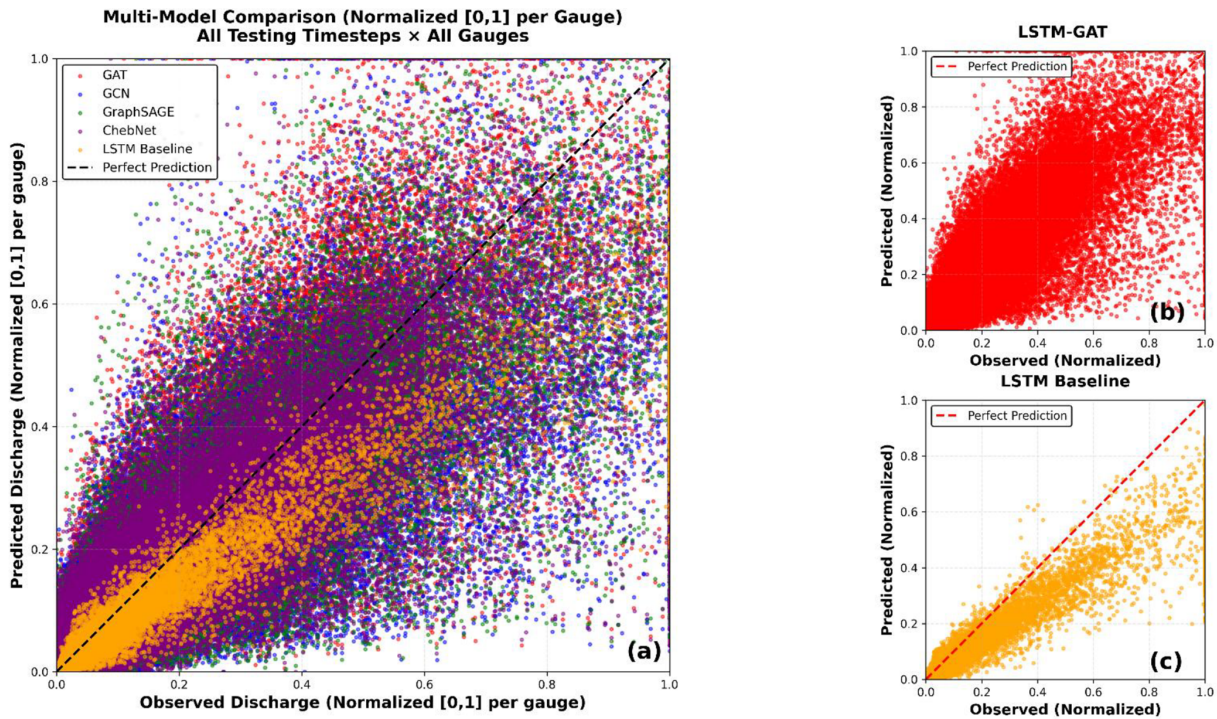 Multi-Model Comparison (Normalized [0,1] per Gauge)
All Testing Timesteps × All Gauges
Predicted Discharge (Normalized [0,1] per gauge)
1.0
0.8
0.6
0.4
0.2
0.0
GAT
GCN
GraphSAGE
ChebNet
LSTM Baseline
Perfect Prediction
(a)
0.0 0.2 0.4 0.6 0.8 1.0
Observed Discharge (Normalized [0,1] per gauge)
LSTM-GAT
Predicted (Normalized)
1.0
0.8
0.6
0.4
0.2
0.0
Perfect Prediction
(b)
0.0 0.2 0.4 0.6 0.8 1.0
Observed (Normalized)
LSTM Baseline
Predicted (Normalized)
1.0
0.8
0.6
0.4
0.2
0.0
Perfect Prediction
(c)
0.0 0.2 0.4 0.6 0.8 1.0
Observed (Normalized)